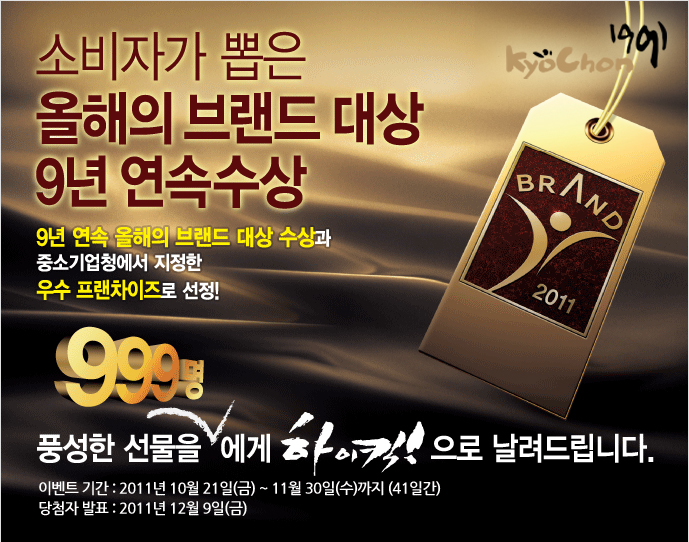 소비자가 뽑은
올해의 브랜드 대상
9년 연속수상
KyoChon 1991
BRAND
2011
9년 연속 올해의 브랜드 대상 수상과
중소기업청에서 지정한
우수 프랜차이즈로 선정!
999명
풍성한 선물을 에게 하이킥! 으로 날려드립니다.
이벤트 기간 : 2011년 10월 21일(금) ~ 11월 30일(수)까지 (41일간)
당첨자 발표 : 2011년 12월 9일(금)